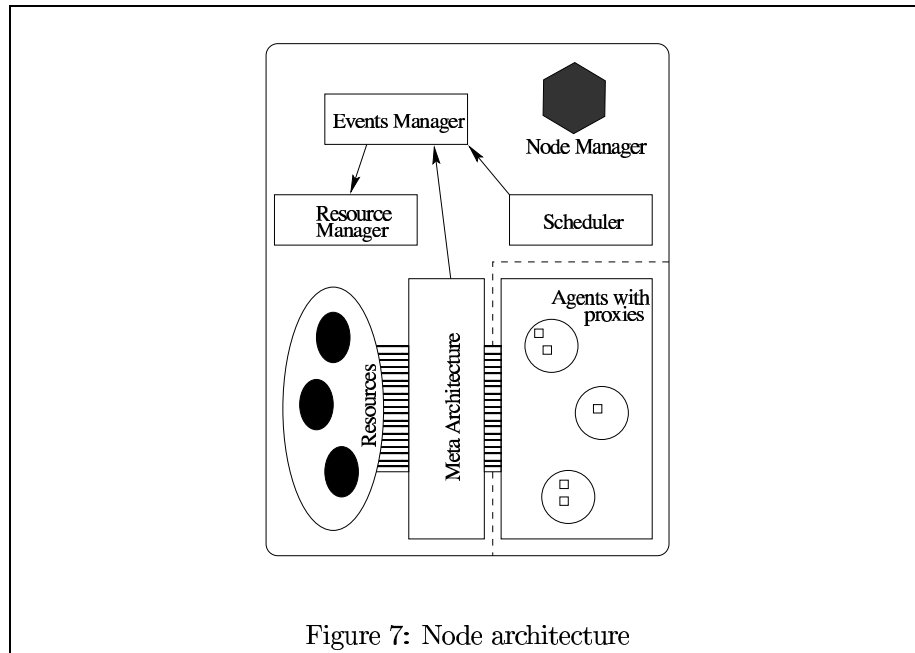 Events Manager
Node Manager
Resource
Manager
Scheduler
Agents with
proxies
Resources
Meta Architecture
Figure 7: Node architecture